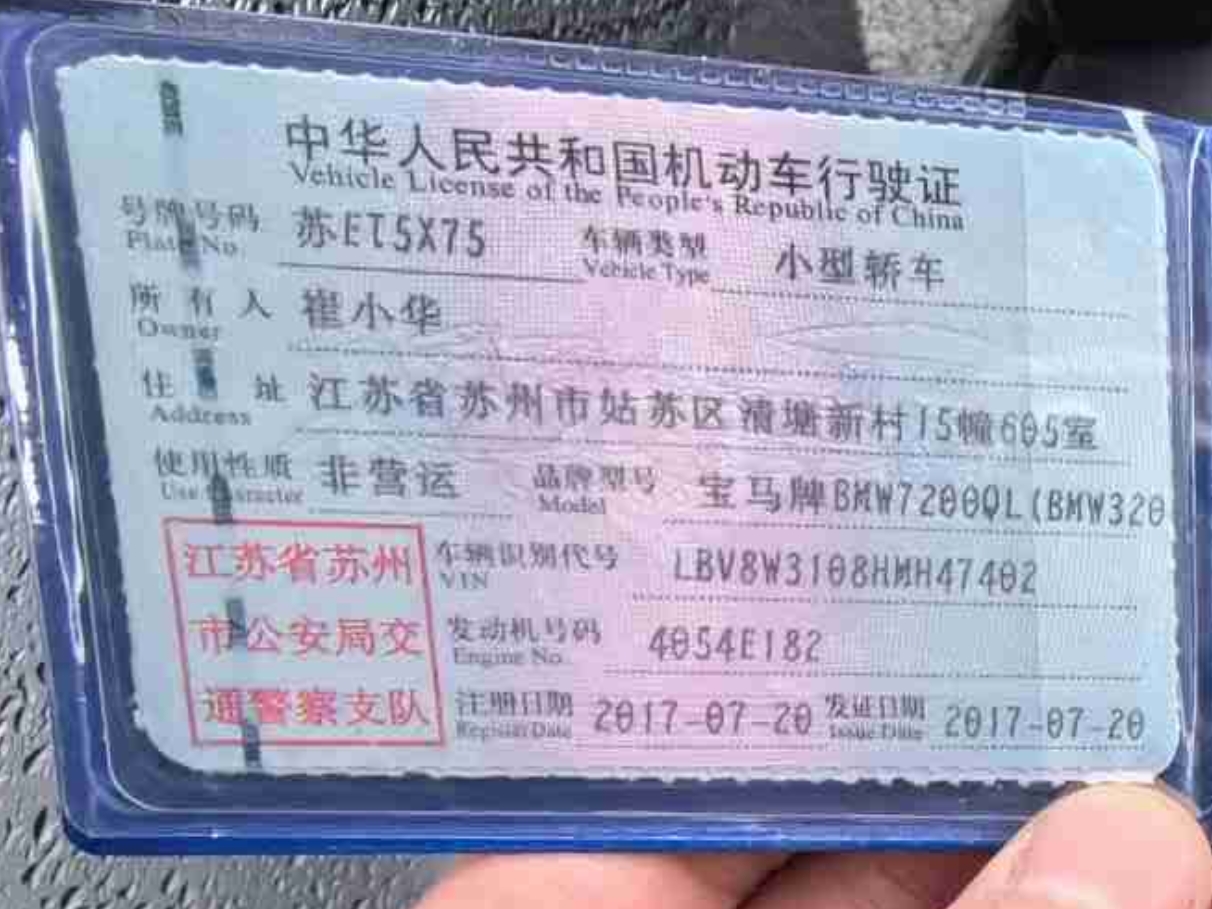 中华人民共和国机动车行驶证
Vehicle License of the People's Republic of China
号牌号码 苏ET5X75 车辆类型 小型轿车
Plate No. Vehicle Type
所有人 崔小华
Owner
住址 江苏省苏州市姑苏区清塘新村15幢605室
Address
使用性质 非营运 品牌型号 宝马牌BMW7200QL(BMW320
Use Character Model
江苏省苏州 车辆识别代号 LBV8W3108HMH47402
VIN
市公安局交 发动机号码 4054E182
Engine No.
通警察支队 注册日期 2017-07-20 发证日期 2017-07-20
Register Date Issue Date